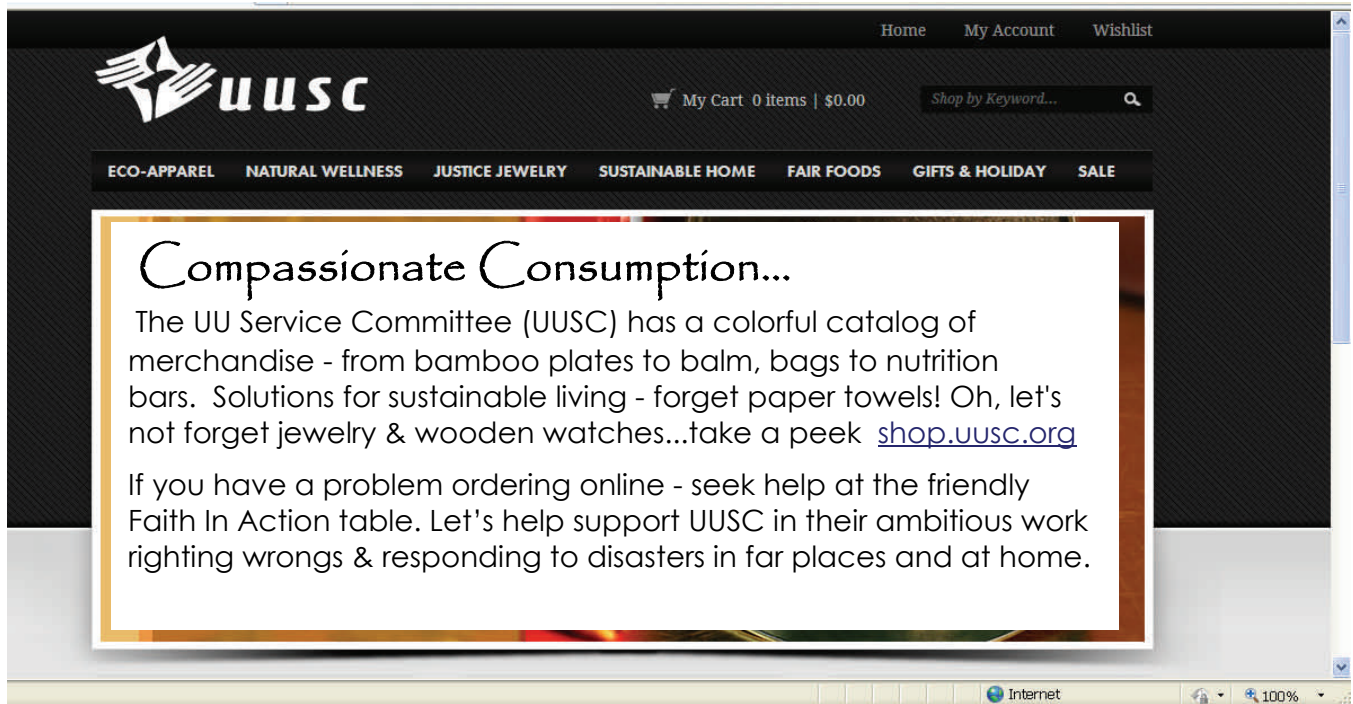 Home My Account Wishlist
uusc
My Cart 0 items | $0.00 Shop by Keyword...
ECO-APPAREL NATURAL WELLNESS JUSTICE JEWELRY SUSTAINABLE HOME FAIR FOODS GIFTS & HOLIDAY SALE
Compassionate Consumption...
The UU Service Committee (UUSC) has a colorful catalog of
merchandise - from bamboo plates to balm, bags to nutrition
bars. Solutions for sustainable living - forget paper towels! Oh, let's
not forget jewelry & wooden watches...take a peek shop.uusc.org
If you have a problem ordering online - seek help at the friendly
Faith In Action table. Let’s help support UUSC in their ambitious work
righting wrongs & responding to disasters in far places and at home.
Internet 100%